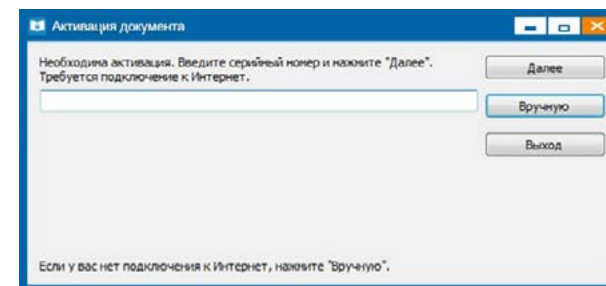 Активация документа
Необходима активация. Введите серийный номер и нажмите "Далее".
Требуется подключение к Интернет.
Далее
Вручную
Выход
Если у вас нет подключения к Интернет, нажмите "Вручную".